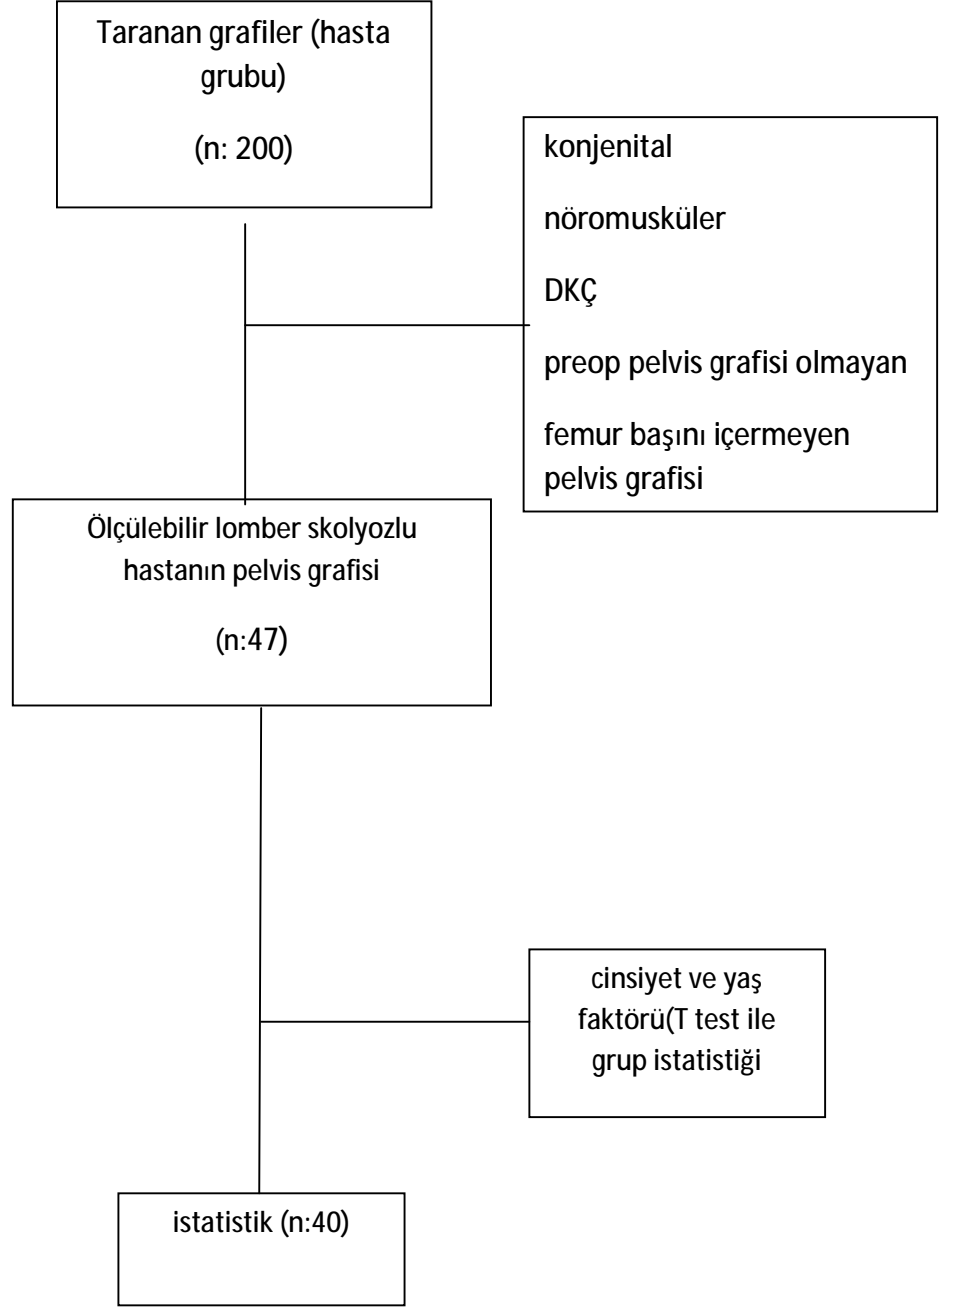 Taranan grafiler (hasta
grubu)
(n: 200)
konjenital
nöromusküler
DKÇ
preop pelvis grafisi olmayan
femur başını içermeyen
pelvis grafisi
Ölçülebilir lomber skolyozlu
hastanın pelvis grafisi
(n:47)
cinsiyet ve yaş
faktörü(T test ile
grup istatistiği
istatistik (n:40)